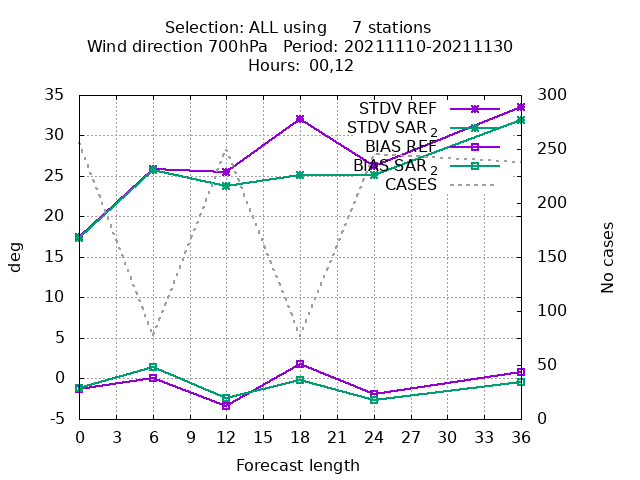 Selection: ALL using     7 stations
Wind direction 700hPa   Period: 20211110-20211130
Hours: 00,12
35
30
25
20
15
10
5
0
-5
300
250
200
150
100
50
0
STDV REF
STDV SAR 2
BIAS REF
BIAS SAR 2
CASES
deg
No cases
0 3 6 9 12 15 18 21 24 27 30 33 36
Forecast length